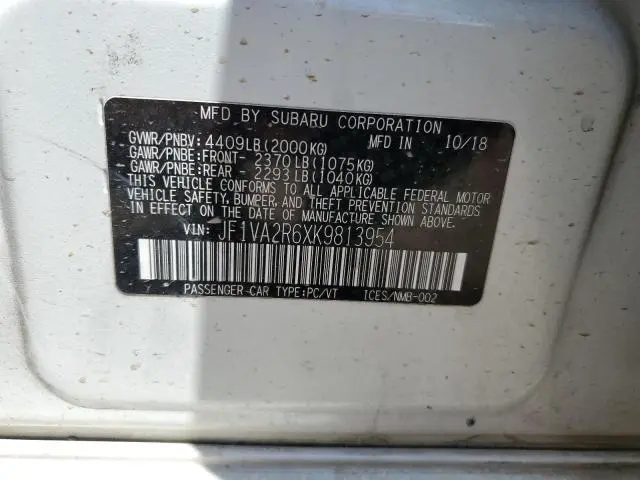 MFD BY SUBARU CORPORATION
GVWR/PNBV: 4409LB(2000KG) MFD IN 10/18
GAWR/PNBE:FRONT- 2370LB(1075KG)
GAWR/PNBE:REAR - 2293LB(1040KG)
THIS VEHICLE CONFORMS TO ALL APPLICABLE FEDERAL MOTOR
VEHICLE SAFETY, BUMPER, AND THEFT PREVENTION STANDARDS
IN EFFECT ON THE DATE OF MANUFACTURE SHOWN ABOVE.
VIN: JF1VA2R6XK9813954
PASSENGER-CAR TYPE:PC/VT TCES/NMB-002